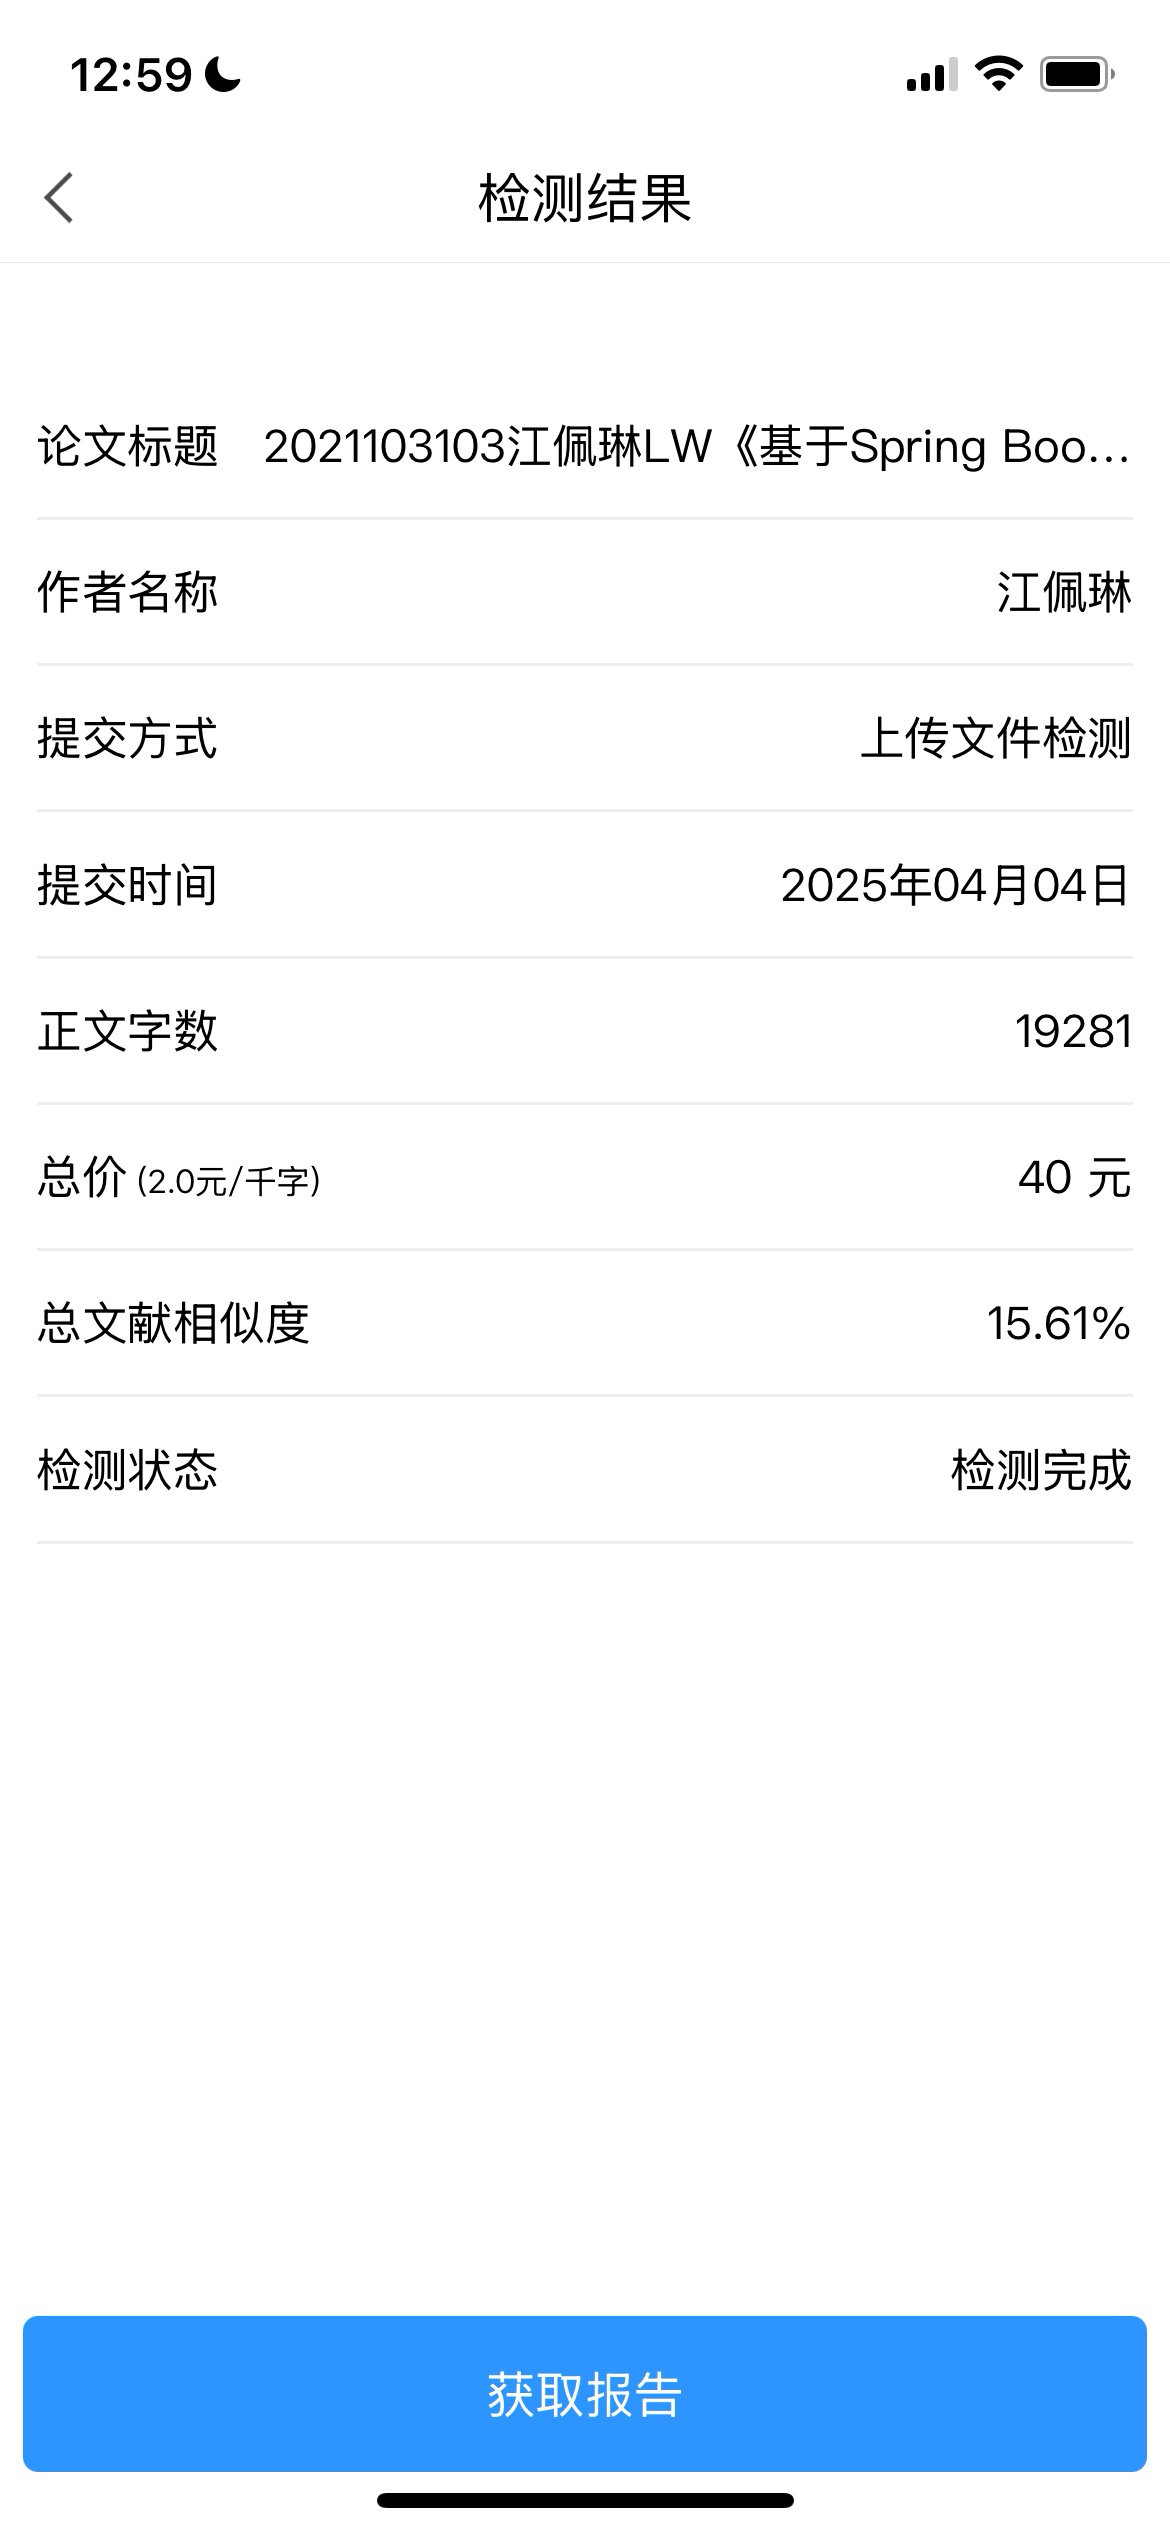 12:59
检测结果
论文标题 2021103103江佩琳LW《基于Spring Boo...
作者名称 江佩琳
提交方式 上传文件检测
提交时间 2025年04月04日
正文字数 19281
总价 (2.0元/千字) 40 元
总文献相似度 15.61%
检测状态 检测完成
获取报告